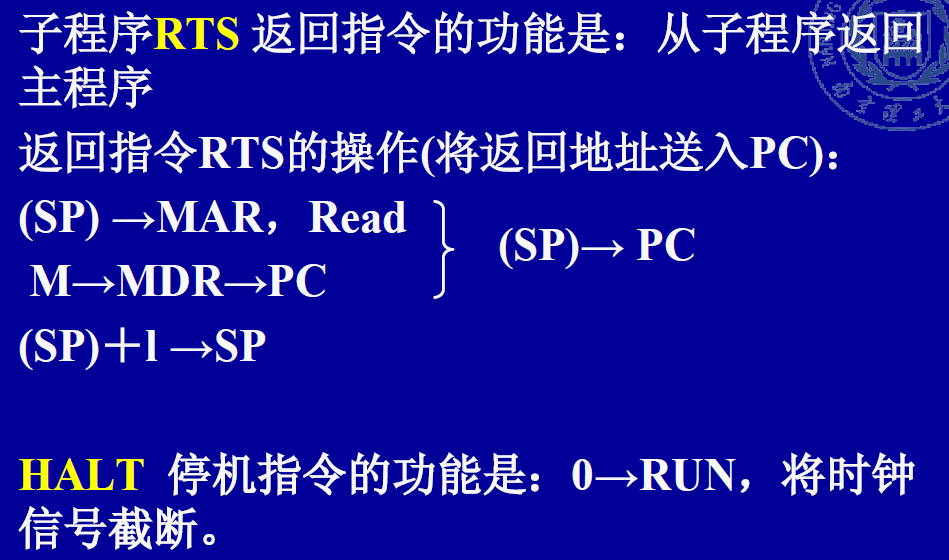 子程序RTS 返回指令的功能是：从子程序返回
主程序
返回指令RTS的操作(将返回地址送入PC)：
(SP) →MAR，Read
M→MDR→PC
(SP)→ PC
(SP)＋l →SP
HALT 停机指令的功能是：0→RUN，将时钟
信号截断。